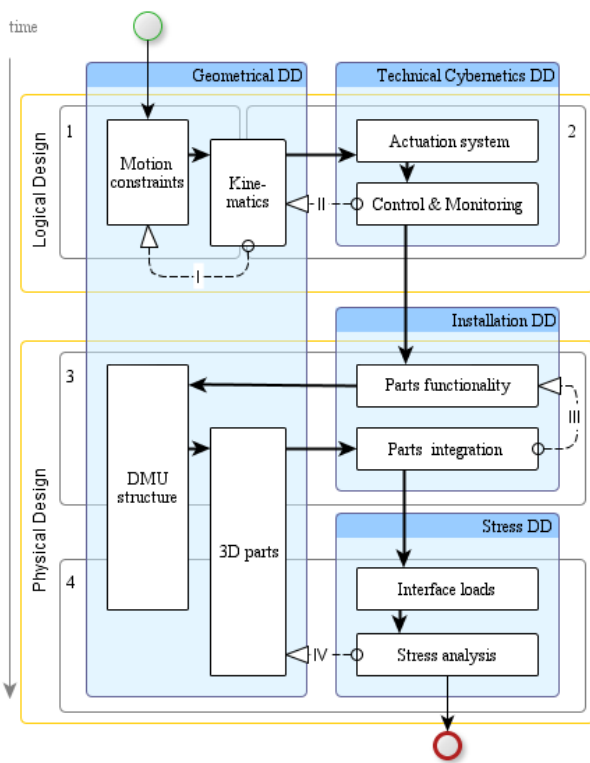 time
Geometrical DD
Technical Cybernetics DD
Logical Design
1
2
Motion
constraints
Kine-
matics
Actuation system
Control & Monitoring
II
I
Installation DD
Physical Design
3
Parts functionality
III
DMU
structure
Parts integration
3D parts
Stress DD
4
Interface loads
IV
Stress analysis